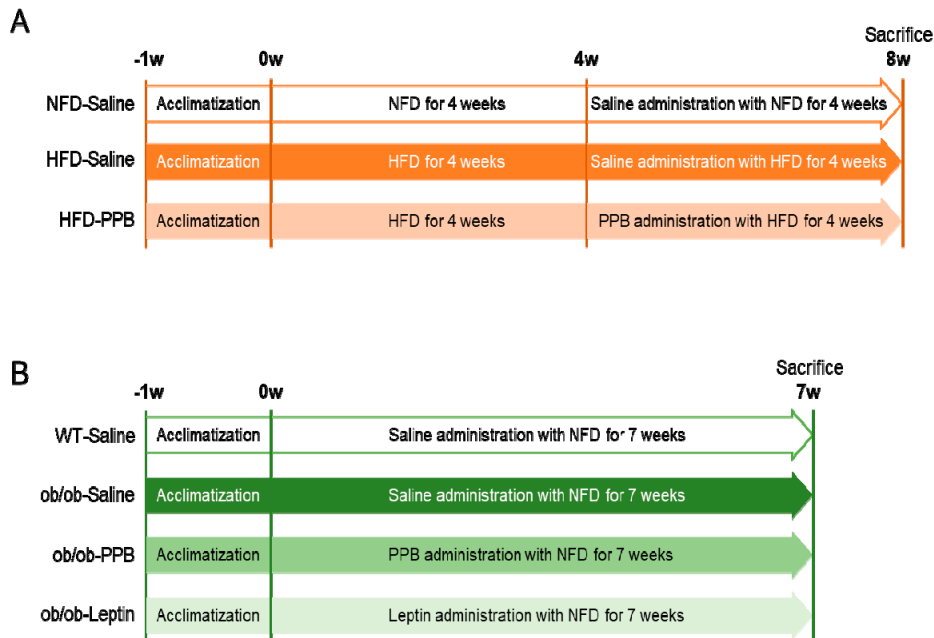 A
Sacrifice
-1w 0w 4w 8w
NFD-Saline Acclimatization NFD for 4 weeks Saline administration with NFD for 4 weeks
HFD-Saline Acclimatization HFD for 4 weeks Saline administration with HFD for 4 weeks
HFD-PPB Acclimatization HFD for 4 weeks PPB administration with HFD for 4 weeks
B
Sacrifice
-1w 0w 7w
WT-Saline Acclimatization Saline administration with NFD for 7 weeks
ob/ob-Saline Acclimatization Saline administration with NFD for 7 weeks
ob/ob-PPB Acclimatization PPB administration with NFD for 7 weeks
ob/ob-Leptin Acclimatization Leptin administration with NFD for 7 weeks